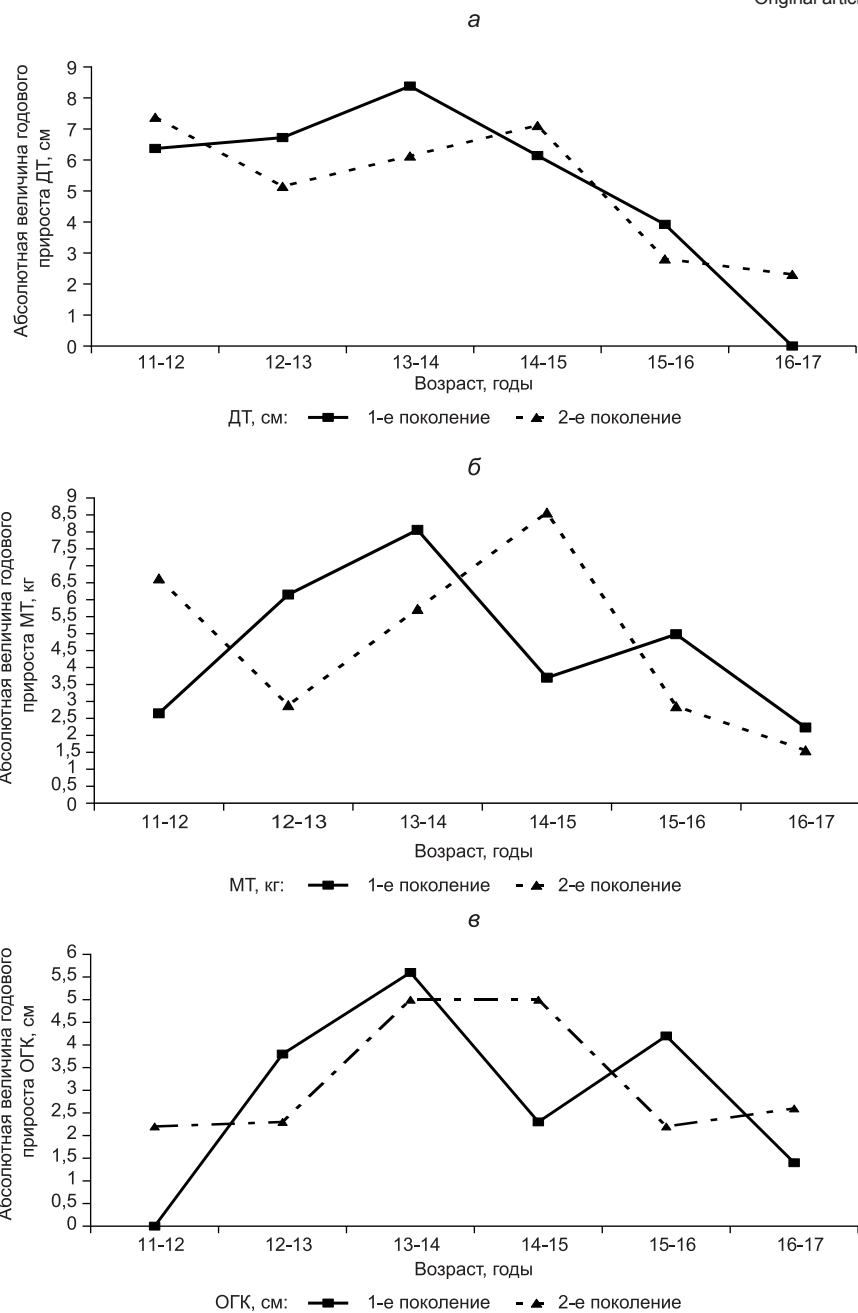 Original articl
а
Абсолютная величина годового
прироста ДТ, см
9
8
7
6
5
4
3
2
1
0
11-12 12-13 13-14 14-15 15-16 16-17
Возраст, годы
ДТ, см: 1-е поколение 2-е поколение
б
Абсолютная величина годового
прироста МТ, кг
9
8,5
8
7,5
7
6,5
6
5,5
5
4,5
4
3,5
3
2,5
2
1,5
1
0,5
0
11-12 12-13 13-14 14-15 15-16 16-17
Возраст, годы
МТ, кг: 1-е поколение 2-е поколение
в
Абсолютная величина годового
прироста ОГК, см
6
5,5
5
4,5
4
3,5
3
2,5
2
1,5
1
0,5
0
11-12 12-13 13-14 14-15 15-16 16-17
Возраст, годы
ОГК, см: 1-е поколение 2-е поколение